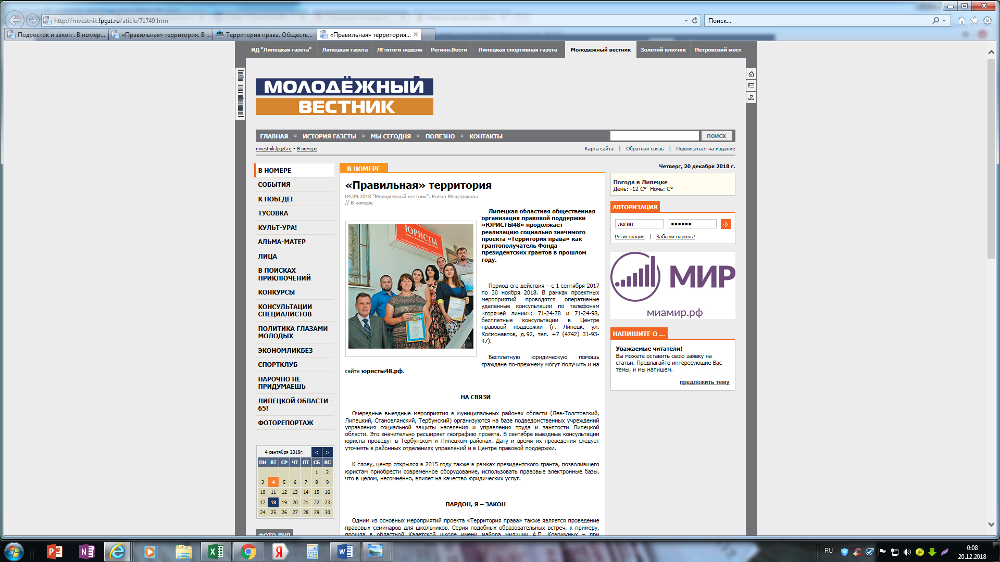 http://mvestnik.lpgzt.ru/aticle/71749.htm
Поиск...
Подросток и закон . В номер...
«Правильная» территория. В ...
Территория права. Обществ...
«Правильная» территория...
ИД "Липецкая газета"
Липецкая газета
ЛГ:итоги недели
Регион.Вести
Липецкая спортивная газета
Молодежный вестник
Золотой ключик
Петровский мост
МОЛОДЁЖНЫЙ
ВЕСТНИК
ГЛАВНАЯ
ИСТОРИЯ ГАЗЕТЫ
МЫ СЕГОДНЯ
ПОЛЕЗНО
КОНТАКТЫ
ПОИСК
mvestnik.lpgzt.ru - В номере
Карта сайта | Обратная связь | Подписаться на издание
В НОМЕРЕ
СОБЫТИЯ
К ПОБЕДЕ!
ТУСОВКА
КУЛЬТ-УРА!
АЛЬМА-МАТЕР
ЛИЦА
В ПОИСКАХ
ПРИКЛЮЧЕНИЙ
КОНКУРСЫ
КОНСУЛЬТАЦИИ
СПЕЦИАЛИСТОВ
ПОЛИТИКА ГЛАЗАМИ
МОЛОДЫХ
ЭКОНОМЛИКБЕЗ
СПОРТКЛУБ
НАРОЧНО НЕ
ПРИДУМАЕШЬ
ЛИПЕЦКОЙ ОБЛАСТИ -
65!
ФОТОРЕПОРТАЖ
4 сентября 2018г. < >
ПН ВТ СР ЧТ ПТ СБ ВС
1 2
3 4 5 6 7 8 9
10 11 12 13 14 15 16
17 18 19 20 21 22 23
24 25 26 27 28 29 30
ФОТО ДНЯ
В НОМЕРЕ
«Правильная» территория
04.09.2018 "Молодежный вестник". Елена Мещерякова
// В номере
ЮРИСТЫ
Липецкая областная общественная
организация правовой поддержки
«ЮРИСТЫ48» продолжает
реализацию социально значимого
проекта «Территория права» как
грантополучатель Фонда
президентских грантов в прошлом
году.
Период его действия – с 1 сентября 2017
по 30 ноября 2018. В рамках проектных
мероприятий проводятся оперативные
удалённые консультации по телефонам
«горячей линии»: 71-24-78 и 71-24-98,
бесплатные консультации в Центре
правовой поддержки (г. Липецк, ул.
Космонавтов, д.92, тел. +7 (4742) 31-93-
47).
Бесплатную юридическую помощь
граждане по-прежнему могут получить и на
сайте юристы48.рф.
НА СВЯЗИ
Очередные выездные мероприятия в муниципальных районах области (Лев-Толстовский,
Липецкий, Становлянский, Тербунский) организуются на базе подведомственных учреждений
управления социальной защиты населения и управления труда и занятости Липецкой
области. Это значительно расширяет географию проекта. В сентябре выездные консультации
юристы проведут в Тербунском и Липецком районах. Дату и время их проведения следует
уточнять в районных отделениях управлений и в Центре правовой поддержки.
К слову, центр открылся в 2015 году также в рамках президентского гранта, позволившего
юристам приобрести современное оборудование, использовать правовые электронные базы,
что в целом, несомненно, влияет на качество юридических услуг.
ПАРДОН, Я – ЗАКОН
Одним из основных мероприятий проекта «Территория права» также является проведение
правовых семинаров для школьников. Серия подобных образовательных встреч, к примеру,
прошла в областной Кадетской школе имени майора милиции А.П. Коврижных – при
Четверг, 20 декабря 2018 г.
Погода в Липецке
День: -12 C° Ночь: C°
АВТОРИЗАЦИЯ
логин
Регистрация | Забыли пароль?
МИР
миамир.рф
НАПИШИТЕ О ...
Уважаемые читатели!
Вы можете оставить свою заявку на
статьи. Предлагайте интересующие Вас
темы, и мы напишем.
предложить тему
RU
0:08
20.12.2018